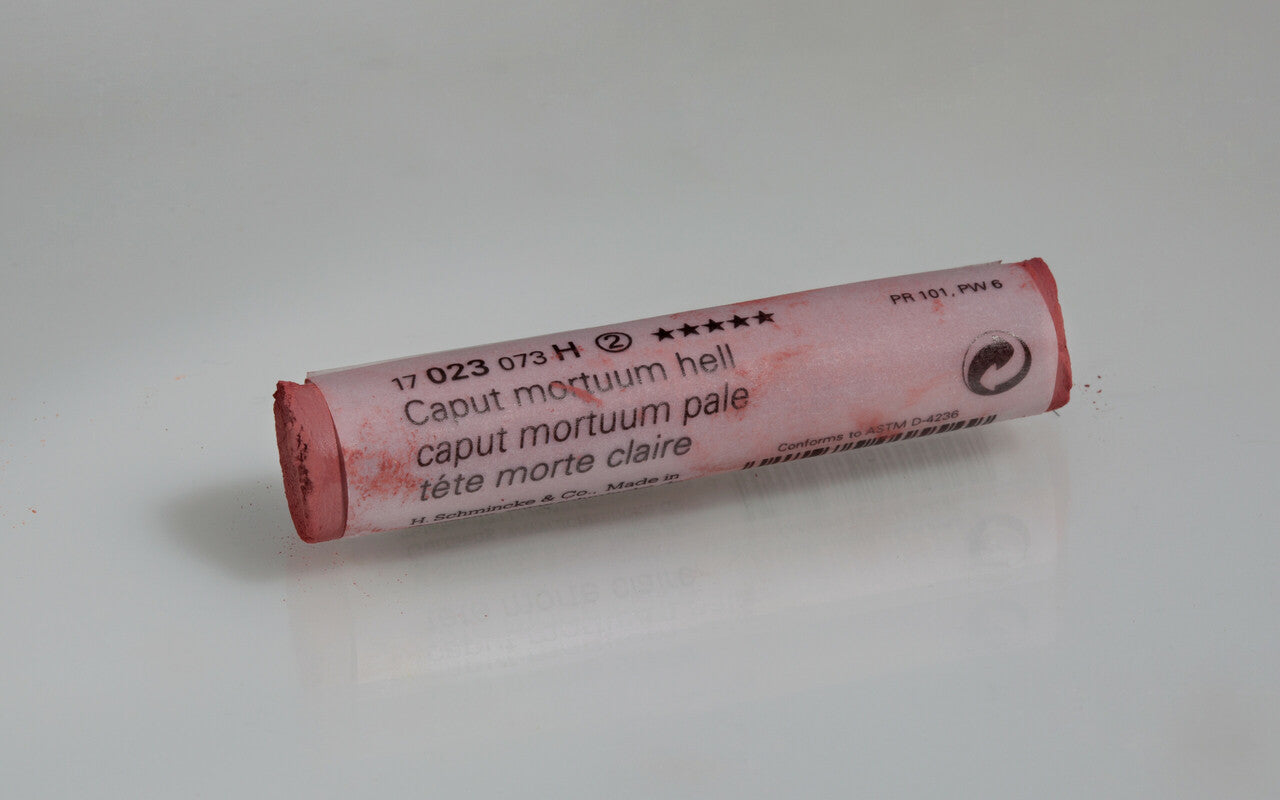 17 023 073 H ② ★★★★★
PR 101, PW 6
Caput mortuum hell
caput mortuum pale
téte morte claire
Conforms to ASTM D-4236
H. Schmincke & Co., Made in